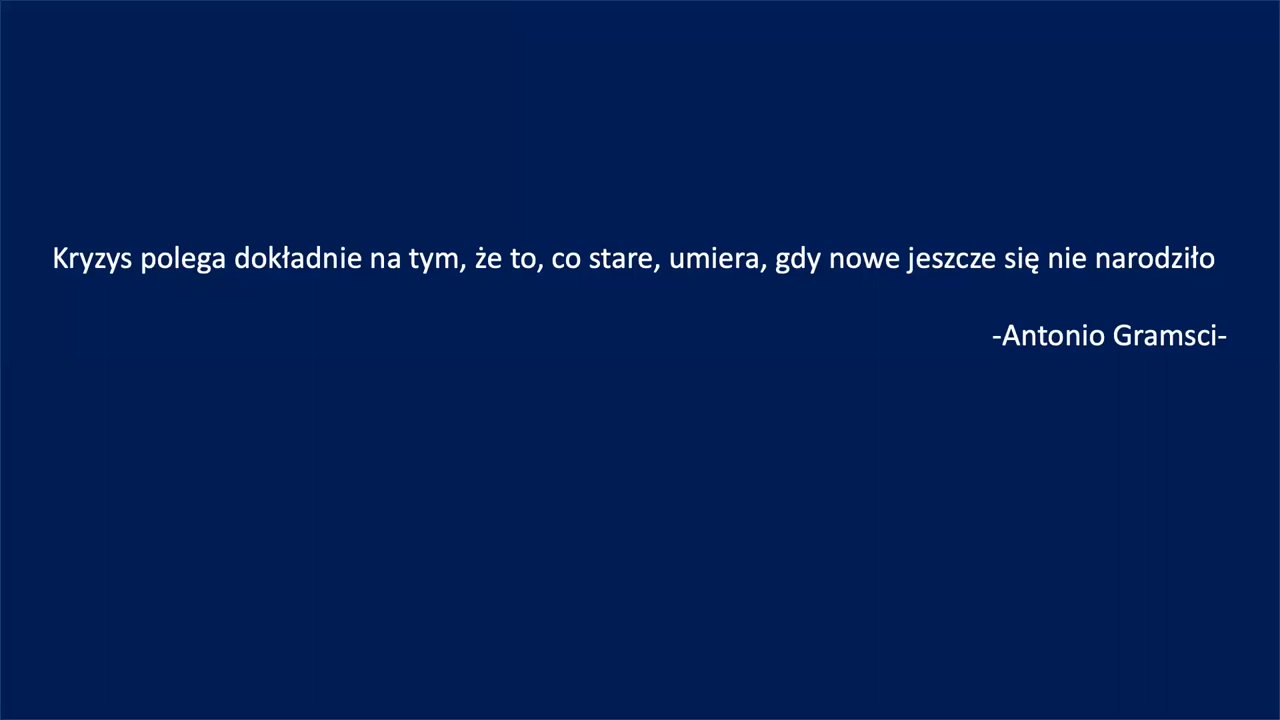 Kryzys polega dokładnie na tym, że to, co stare, umiera, gdy nowe jeszcze się nie narodziło
-Antonio Gramsci-